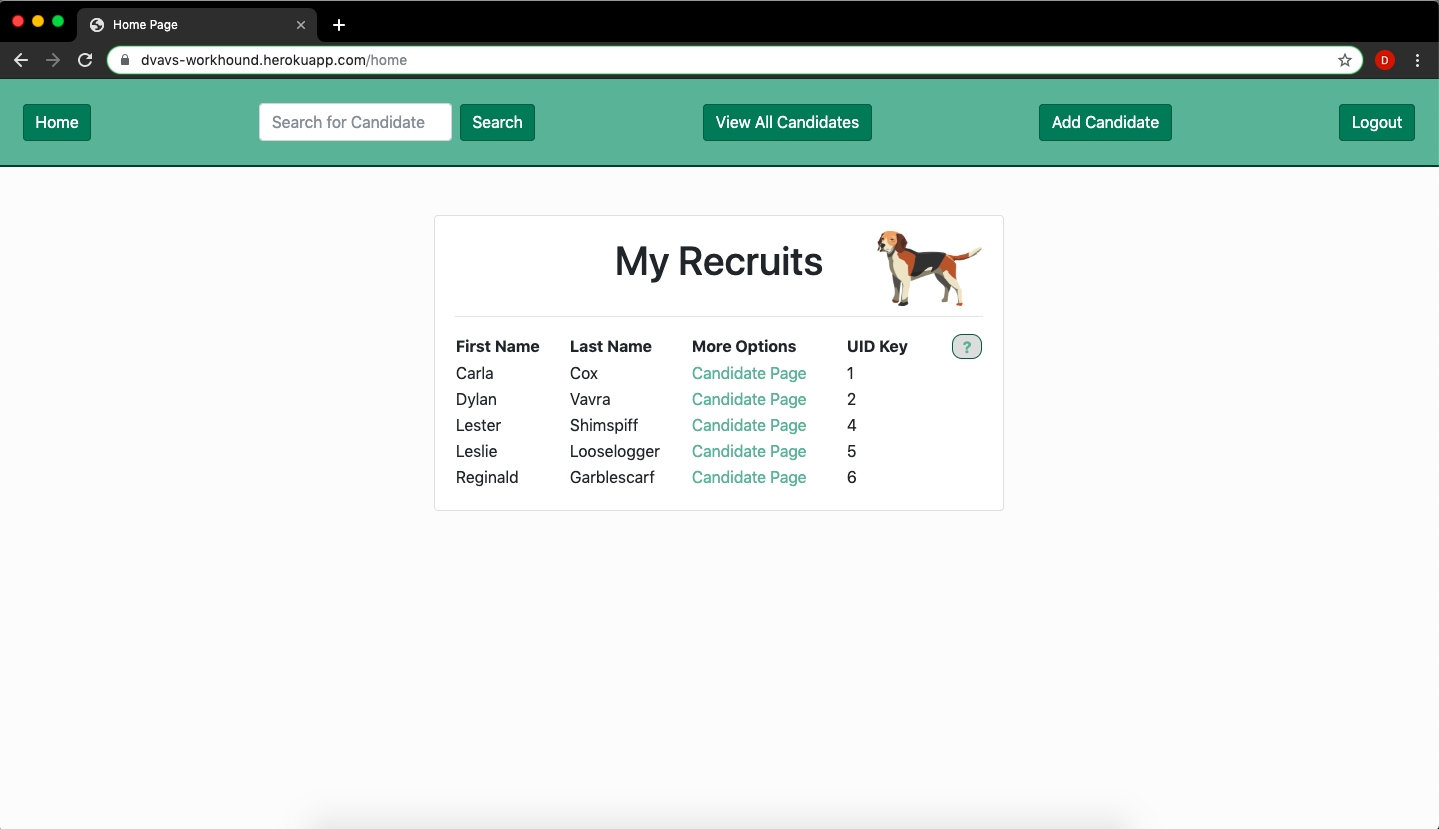 Home Page
dvavs-workhound.herokuapp.com/home
D
Home
Search for Candidate
Search
View All Candidates
Add Candidate
Logout
My Recruits
First Name Last Name More Options UID Key ?
Carla Cox Candidate Page 1
Dylan Vavra Candidate Page 2
Lester Shimspiff Candidate Page 4
Leslie Looselogger Candidate Page 5
Reginald Garblescarf Candidate Page 6